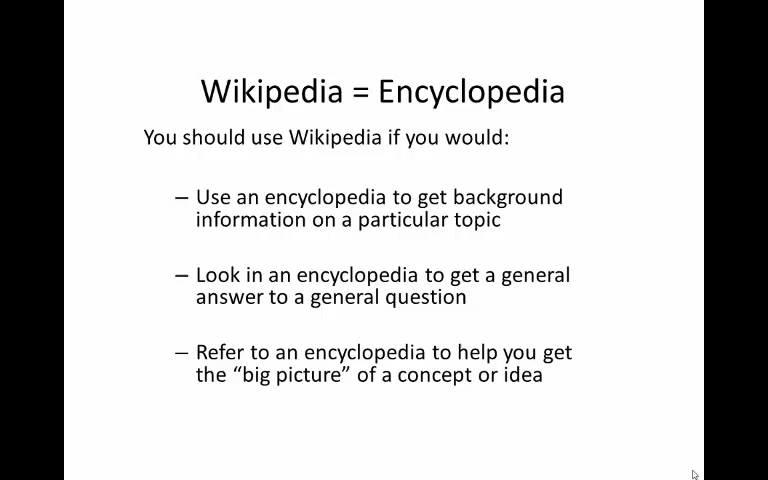 Wikipedia = Encyclopedia
You should use Wikipedia if you would:
– Use an encyclopedia to get background
information on a particular topic
– Look in an encyclopedia to get a general
answer to a general question
– Refer to an encyclopedia to help you get
the “big picture” of a concept or idea